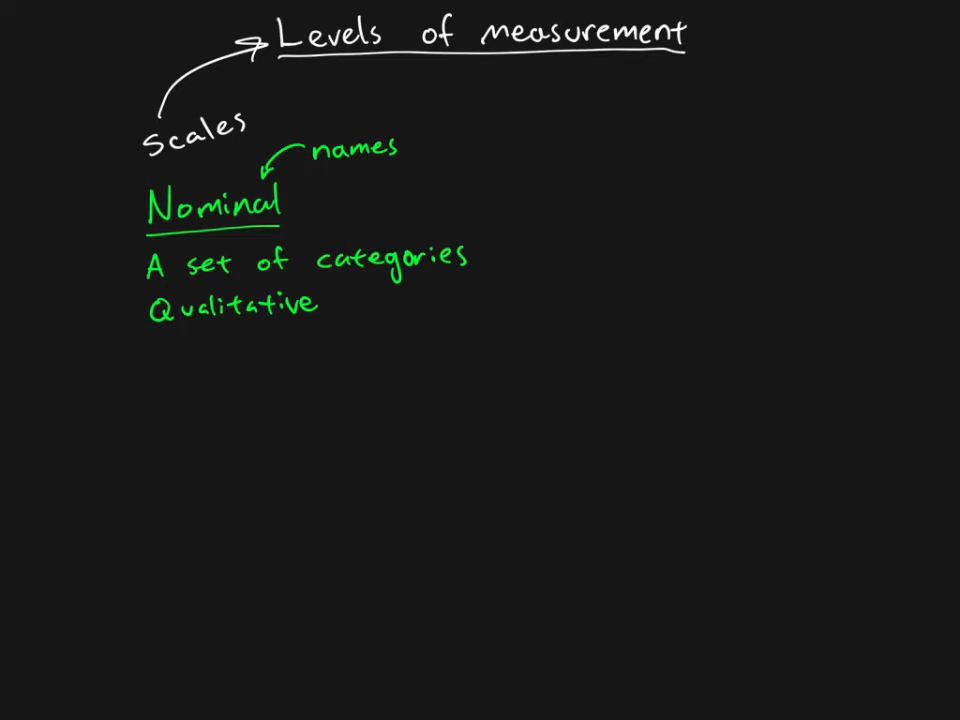 Levels of measurement
Scales
names
Nominal
A set of categories
Qualitative